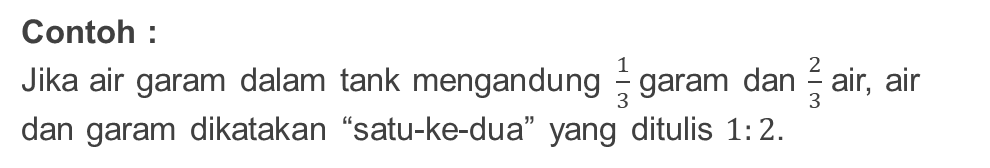 Contoh :
Jika air garam dalam tank mengandung 1/3 garam dan 2/3 air, air
dan garam dikatakan “satu-ke-dua” yang ditulis 1: 2.